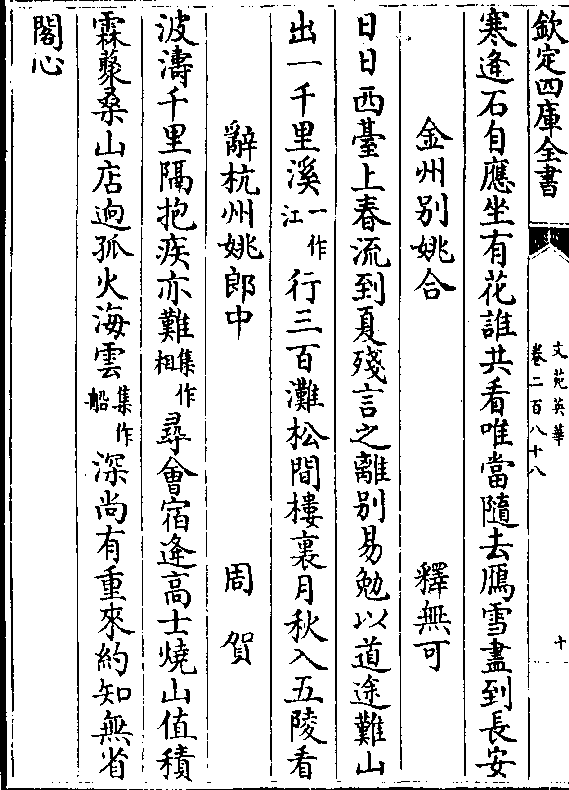 欽定四庫全書
文苑英華
卷二百八十八
十
寒逢石自應坐有花誰共看唯當隨去鴈雪盡到長安
金州别姚合 釋無可
日日西臺上春流到夏殘言之離别易勉以道途難山
出一千里溪一作江行三百灘松間樓裏月秋入五陵看
辭杭州姚郎中 周賀
波濤千里隔抱疾亦難集作相尋會宿逢高士燒山值積
霖聚桑山店逈孤火海雲集作船深尚有重來約知無省
閣心